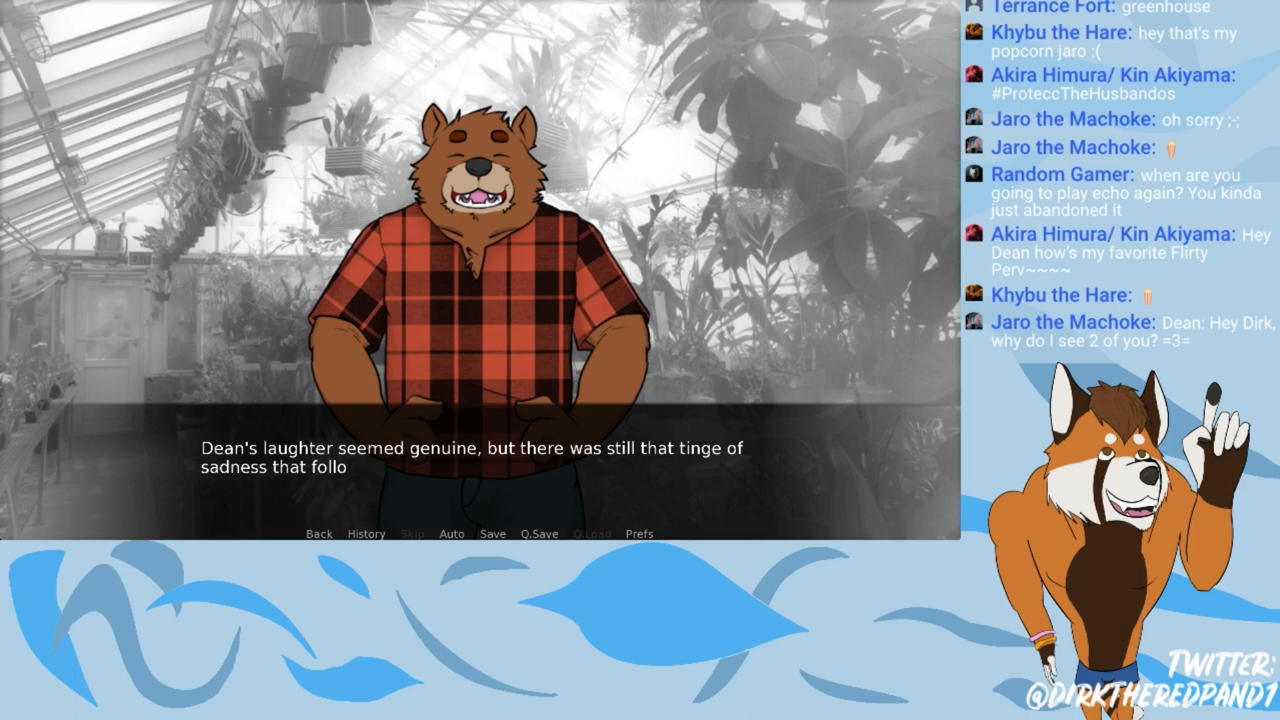 Terrance Fort: greenhouse
Khybu the Hare: hey that's my
popcorn jaro :(
Akira Himura/ Kin Akiyama:
#ProteccTheHusbandos
Jaro the Machoke: oh sorry ;-;
Jaro the Machoke: 🍿
Random Gamer: when are you
going to play echo again? You kinda
just abandoned it
Akira Himura/ Kin Akiyama: Hey
Dean how's my favorite Flirty
Perv~~~~
Khybu the Hare: 🍿
Jaro the Machoke: Dean: Hey Dirk,
why do I see 2 of you? =3=
Dean's laughter seemed genuine, but there was still that tinge of
sadness that follo
Back History Skip Auto Save Q.Save Q.Load Prefs
TWITTER:
@DIRKTHEREDPAND1